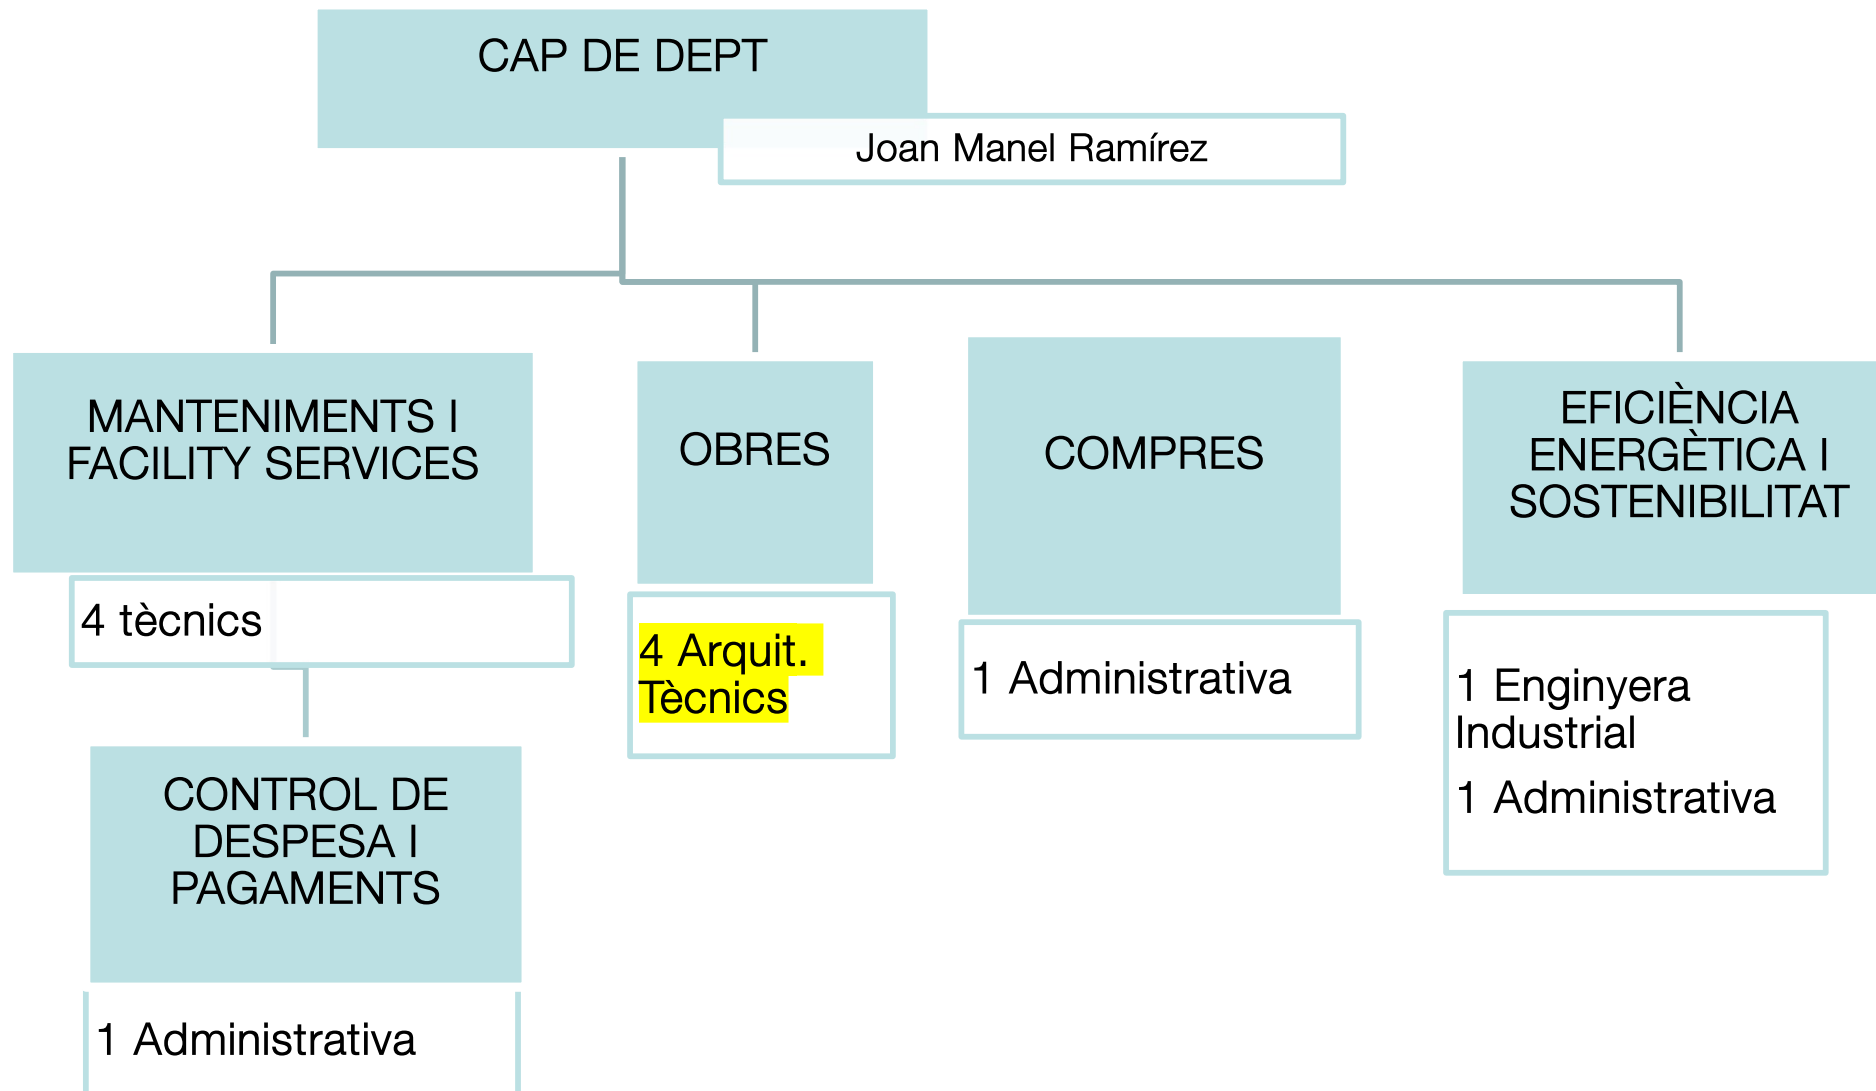 CAP DE DEPT
Joan Manel Ramírez
MANTENIMENTS I
FACILITY SERVICES
4 tècnics
CONTROL DE
DESPESA I
PAGAMENTS
1 Administrativa
OBRES
4 Arquit.
Tècnics
COMPRES
1 Administrativa
EFICIÈNCIA
ENERGÈTICA I
SOSTENIBILITAT
1 Enginyera
Industrial
1 Administrativa